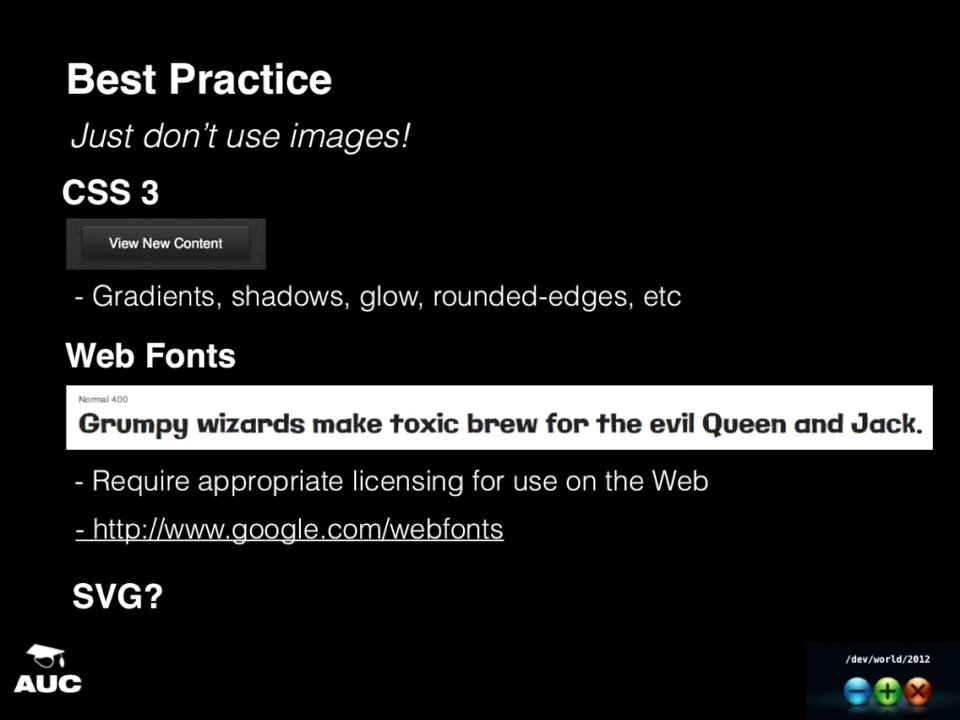 Best Practice
Just don't use images!
CSS 3
View New Content
- Gradients, shadows, glow, rounded-edges, etc
Web Fonts
Normal 400
Grumpy wizards make toxic brew for the evil Queen and Jack.
- Require appropriate licensing for use on the Web
- http://www.google.com/webfonts
SVG?
AUC
/dev/world/2012